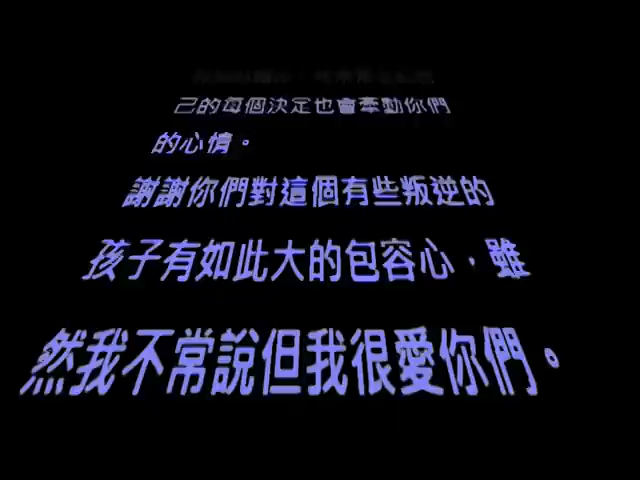 己的每個決定也會牽動你們
的心情。
謝謝你們對這個有些叛逆的
孩子有如此大的包容心，雖
然我不常說但我很愛你們。